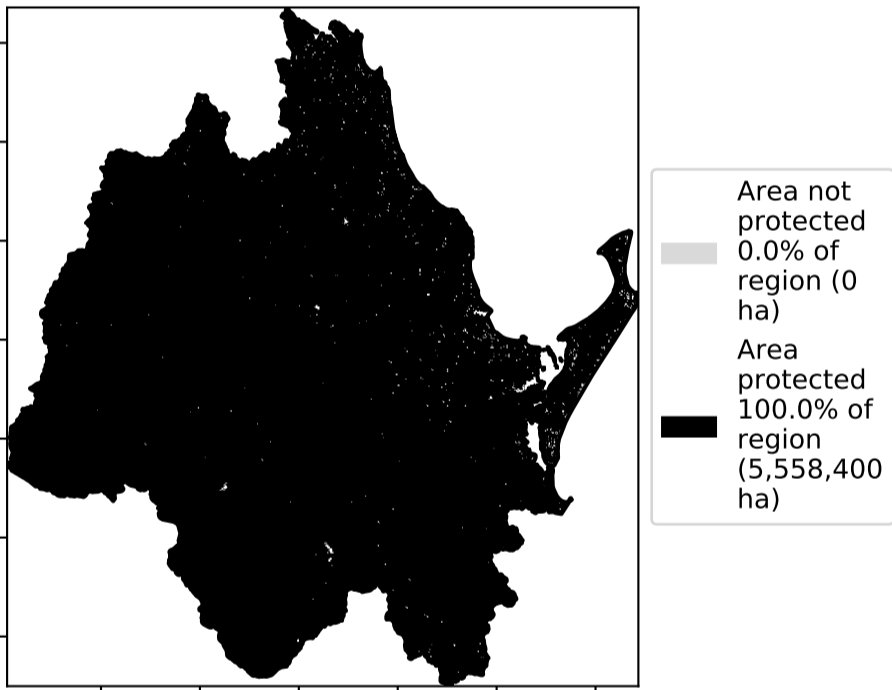 Area not
protected
0.0% of
region (0
ha)
Area
protected
100.0% of
region
(5,558,400
ha)